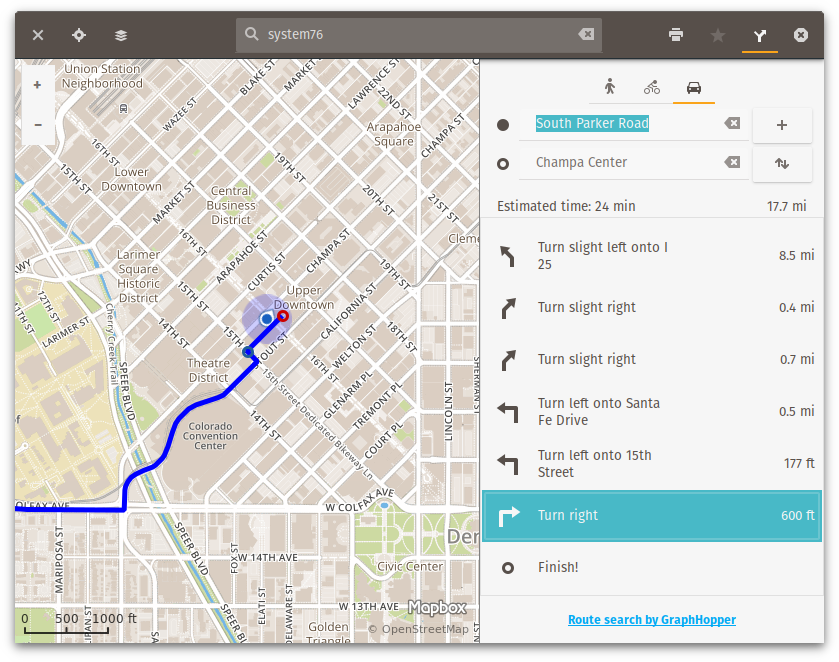 system76
Union Station
Neighborhood
BLAKE ST
MARKET ST
LAWRENCE ST
22ND ST
CHAMPA ST
WAZEE ST
Arapahoe
Square
16TH ST
15TH ST
Lower
Downtown
19TH ST
20TH ST
21ST ST
MARKET ST
Central
Business
District
16TH ST
ARAPAHOE ST
CURTIS ST
CHAMPA ST
Larimer
Square
Historic
District
15TH ST
19TH ST
12TH ST
11TH ST
LARIMER ST
14TH ST
Upper
Downtown
CALIFORNIA ST
18TH ST
WELTON ST
16TH ST
15TH
STOUT ST
Cherry Creek Trail
SPEER BLVD
Theatre
District
15th Street Dedicated Bikeway Ln
GLENARM PL
TREMONT PL
COURT PL
LINCOLN ST
SHERMAN ST
14TH ST
Colorado
Convention
Center
W COLFAX AVE
SPEER BLVD
MARIPOSA ST
FOX ST
W 14TH AVE
Civic Center
Den
ELATI ST
DELAWARE ST
W 13TH AVE
Golden
Triangle
SPEER B
0 500 1000 ft
Mapbox
© OpenStreetMap
South Parker Road
+
Champa Center
Estimated time: 24 min 17.7 mi
Turn slight left onto I
25 8.5 mi
Turn slight right 0.4 mi
Turn slight right 0.7 mi
Turn left onto Santa
Fe Drive 0.5 mi
Turn left onto 15th
Street 177 ft
Turn right 600 ft
Finish!
Route search by GraphHopper